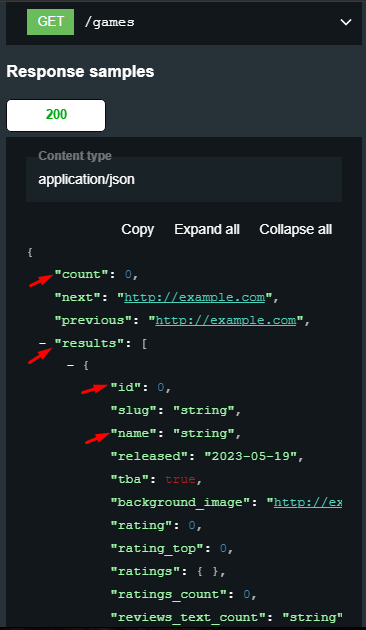 GET /games
Response samples
200
Content type
application/json
Copy Expand all Collapse all
{
"count": 0,
"next": "http://example.com",
"previous": "http://example.com",
- "results": [
- {
"id": 0,
"slug": "string",
"name": "string",
"released": "2023-05-19",
"tba": true,
"background_image": "http://ex
"rating": 0,
"rating_top": 0,
"ratings": { },
"ratings_count": 0,
"reviews_text_count": "string"